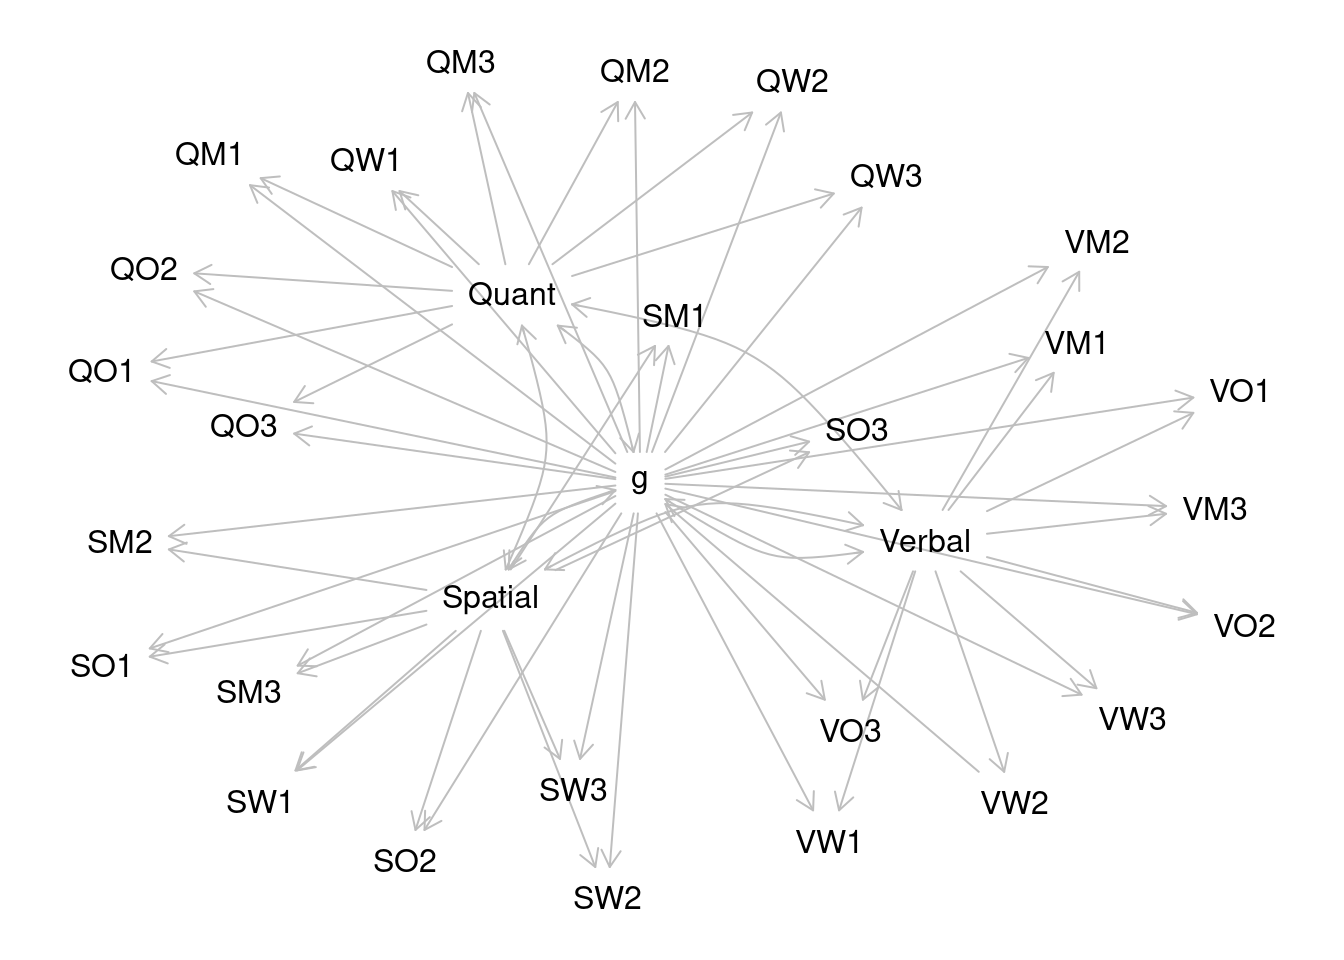 QM3
QM2
QW2
QM1
QW1
QW3
VM2
QO2
Quant
SM1
VM1
QO1
VO1
QO3
SO3
g
VM3
SM2
Verbal
Spatial
VO2
SO1
SM3
VW3
VO3
SW3
SW1
VW2
VW1
SO2
SW2